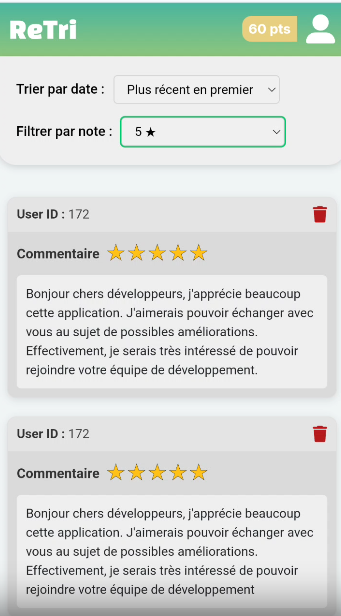 ReTri
60 pts
Trier par date : Plus récent en premier
Filtrer par note : 5 ★
User ID : 172
Commentaire ★★★★★
Bonjour chers développeurs, j'apprécie beaucoup
cette application. J'aimerais pouvoir échanger avec
vous au sujet de possibles améliorations.
Effectivement, je serais très intéressé de pouvoir
rejoindre votre équipe de développement.
User ID : 172
Commentaire ★★★★★
Bonjour chers développeurs, j'apprécie beaucoup
cette application. J'aimerais pouvoir échanger avec
vous au sujet de possibles améliorations.
Effectivement, je serais très intéressé de pouvoir
rejoindre votre équipe de développement